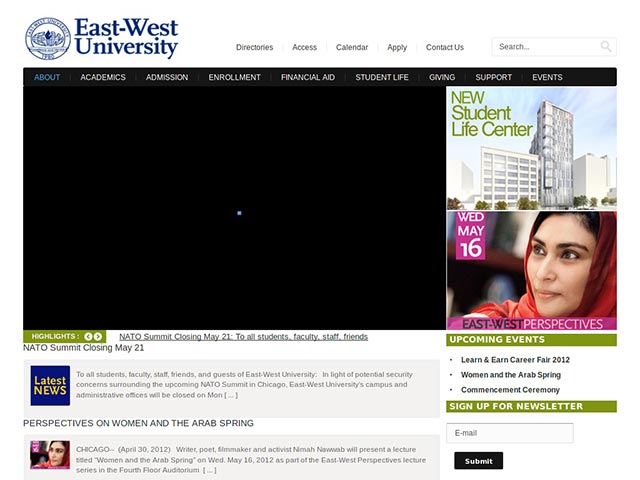 East-West
University
1980
Directories
Access
Calendar
Apply
Contact Us
Search...
ABOUT
ACADEMICS
ADMISSION
ENROLLMENT
FINANCIAL AID
STUDENT LIFE
GIVING
SUPPORT
EVENTS
NEW
Student
Life Center
WED
MAY
16
EAST-WESTPERSPECTIVES
HIGHLIGHTS :
NATO Summit Closing May 21: To all students, faculty, staff, friends
NATO Summit Closing May 21
Latest
NEWS
To all students, faculty, staff, friends, and guests of East-West University: In light of potential security
concerns surrounding the upcoming NATO Summit in Chicago, East-West University's campus and
administrative offices will be closed on Mon [ ... ]
PERSPECTIVES ON WOMEN AND THE ARAB SPRING
CHICAGO-- (April 30, 2012) Writer, poet, filmmaker and activist Nimah Nawwab will present a lecture
titled "Women and the Arab Spring" on Wed. May 16, 2012 as part of the East-West Perspectives lecture
series in the Fourth Floor Auditorium [ ... ]
UPCOMING EVENTS
Learn & Earn Career Fair 2012
Women and the Arab Spring
Commencement Ceremony
SIGN UP FOR NEWSLETTER
E-mail
Submit